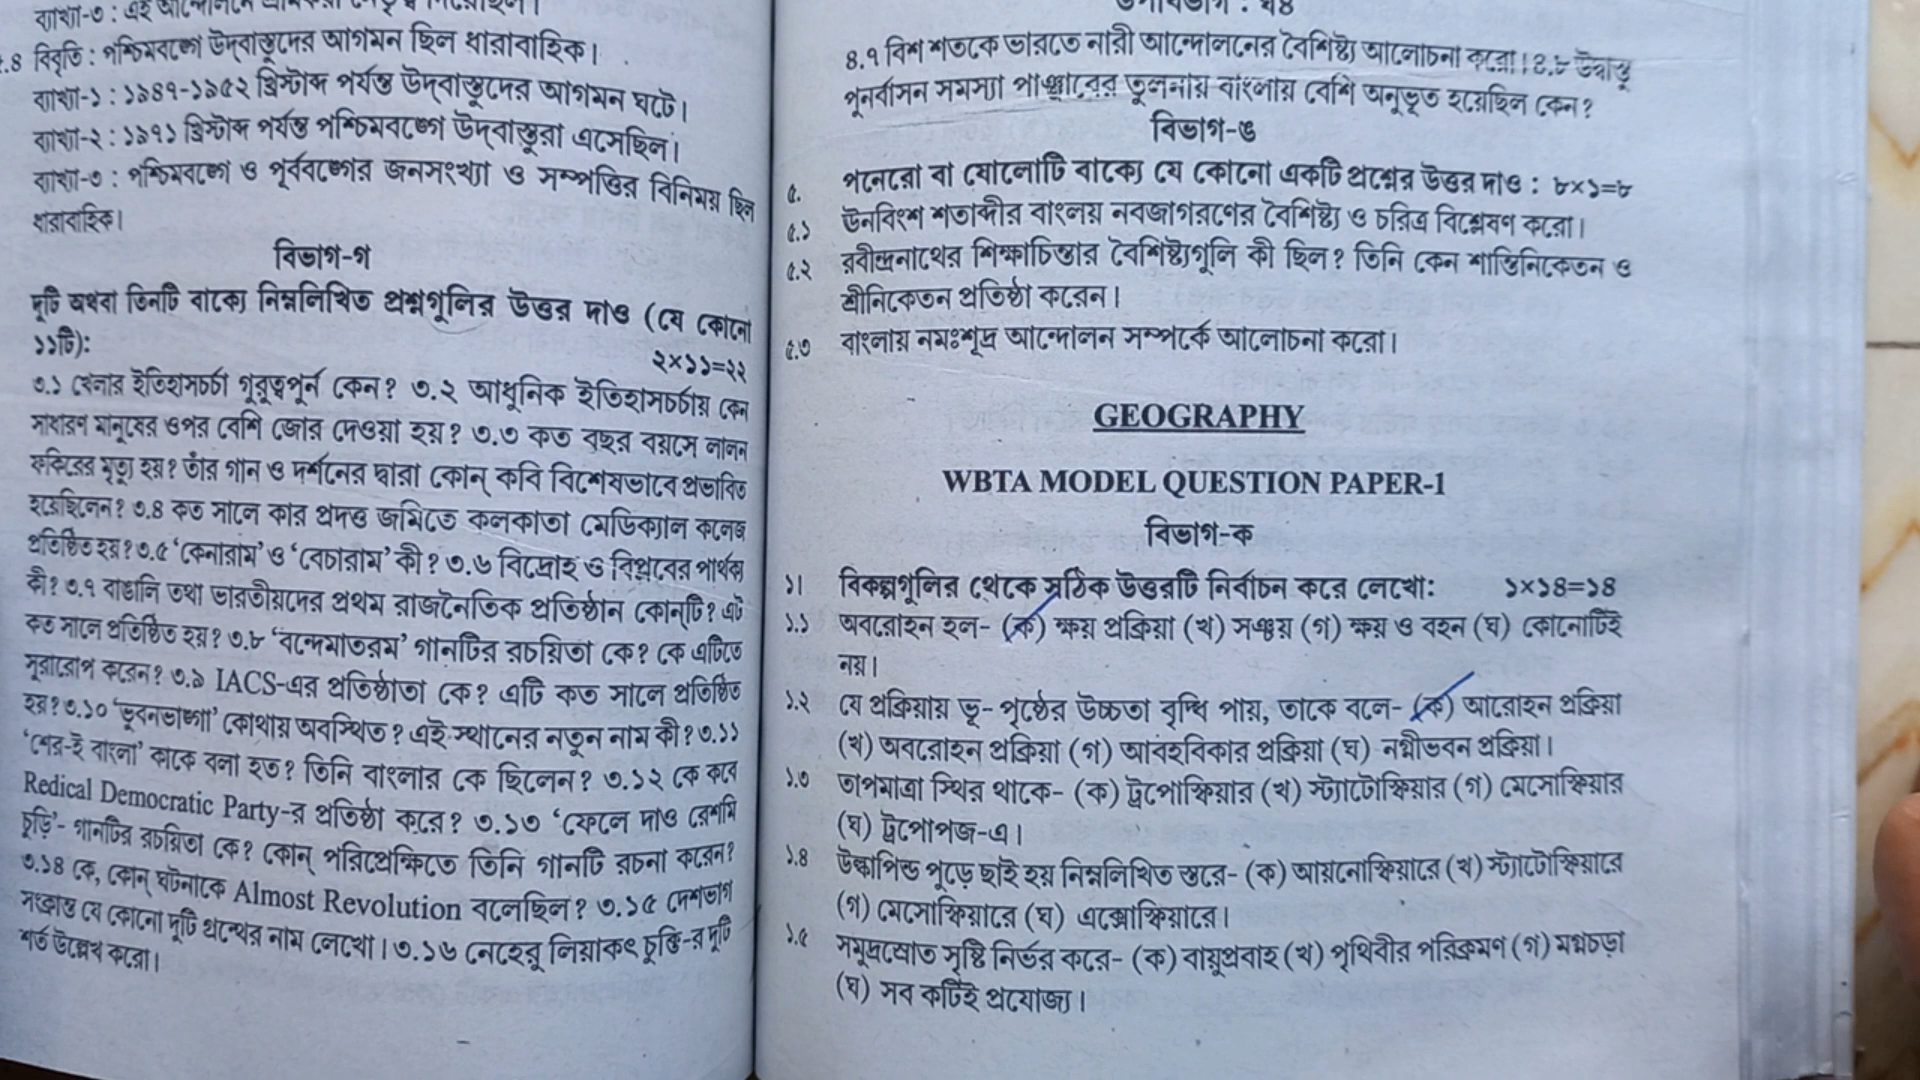 ব্যাখ্যা-৩ : এই আন্দোলনে
.৪ বিবৃতি : পশ্চিমবঙ্গে উদ্‌বাস্তুদের আগমন ছিল ধারাবাহিক।
ব্যাখ্যা-১ : ১৯৪৭-১৯৫২ খ্রিস্টাব্দ পর্যন্ত উদ্‌বাস্তুদের আগমন ঘটে।
ব্যাখ্যা-২ : ১৯৭১ খ্রিস্টাব্দ পর্যন্ত পশ্চিমবঙ্গে উদ্‌বাস্তুরা এসেছিল।
ব্যাখ্যা-৩ : পশ্চিমবঙ্গে ও পূর্ববঙ্গের জনসংখ্যা ও সম্পত্তির বিনিময় ছিল
ধারাবাহিক।
বিভাগ-গ
দুটি অথবা তিনটি বাক্যে নিম্নলিখিত প্রশ্নগুলির উত্তর দাও (যে কোনো
১১টি):
২×১১=২২
৩.১ খেলার ইতিহাসচর্চা গুরুত্বপূর্ন কেন? ৩.২ আধুনিক ইতিহাসচর্চায় কেন
সাধারণ মানুষের ওপর বেশি জোর দেওয়া হয়? ৩.৩ কত বছর বয়সে লালন
ফকিরের মৃত্যু হয়? তাঁর গান ও দর্শনের দ্বারা কোন্ কবি বিশেষভাবে প্রভাবিত
হয়েছিলেন? ৩.৪ কত সালে কার প্রদত্ত জমিতে কলকাতা মেডিক্যাল কলেজ
প্রতিষ্ঠিত হয়? ৩.৫ ‘কেনারাম’ ও ‘বেচারাম’ কী? ৩.৬ বিদ্রোহ ও বিপ্লবের পার্থক্য
কী? ৩.৭ বাঙালি তথা ভারতীয়দের প্রথম রাজনৈতিক প্রতিষ্ঠান কোন্‌টি? এটি
কত সালে প্রতিষ্ঠিত হয়? ৩.৮ ‘বন্দেমাতরম’ গানটির রচয়িতা কে? কে এটিতে
সুরারোপ করেন? ৩.৯ IACS-এর প্রতিষ্ঠাতা কে? এটি কত সালে প্রতিষ্ঠিত
হয়? ৩.১০ ‘ভুবনডাঙ্গা’ কোথায় অবস্থিত? এই স্থানের নতুন নাম কী? ৩.১১
‘শের-ই বাংলা’ কাকে বলা হত? তিনি বাংলার কে ছিলেন? ৩.১২ কে কবে
Redical Democratic Party-র প্রতিষ্ঠা করে? ৩.১৩ ‘ফেলে দাও রেশমি
চুড়ি’- গানটির রচয়িতা কে? কোন্ পরিপ্রেক্ষিতে তিনি গানটি রচনা করেন?
৩.১৪ কে, কোন্ ঘটনাকে Almost Revolution বলেছিল? ৩.১৫ দেশভাগ
সংক্রান্ত যে কোনো দুটি গ্রন্থের নাম লেখো। ৩.১৬ নেহেরু লিয়াকৎ চুক্তি-র দুটি
শর্ত উল্লেখ করো।
উপবিভাগ : ঘ৪
৪.৭ বিশ শতকে ভারতে নারী আন্দোলনের বৈশিষ্ট্য আলোচনা করো। ৪.৮ উদ্বাস্তু
পুনর্বাসন সমস্যা পাঞ্জাবের তুলনায় বাংলায় বেশি অনুভূত হয়েছিল কেন?
বিভাগ-ঙ
৫. পনেরো বা ষোলোটি বাক্যে যে কোনো একটি প্রশ্নের উত্তর দাও : ৮×১=৮
৫.১ ঊনবিংশ শতাব্দীর বাংলয় নবজাগরণের বৈশিষ্ট্য ও চরিত্র বিশ্লেষণ করো।
৫.২ রবীন্দ্রনাথের শিক্ষাচিন্তার বৈশিষ্ট্যেগুলি কী ছিল? তিনি কেন শান্তিনিকেতন ও
শ্রীনিকেতন প্রতিষ্ঠা করেন।
৫.৩ বাংলায় নমঃশূদ্র আন্দোলন সম্পর্কে আলোচনা করো।
GEOGRAPHY
WBTA MODEL QUESTION PAPER-1
বিভাগ-ক
১। বিকল্পগুলির থেকে সঠিক উত্তরটি নির্বাচন করে লেখো: ১×১৪=১৪
১.১ অবরোহন হল- (ক) ক্ষয় প্রক্রিয়া (খ) সঞ্চয় (গ) ক্ষয় ও বহন (ঘ) কোনোটিই
নয়।
১.২ যে প্রক্রিয়ায় ভূ- পৃষ্ঠের উচ্চতা বৃদ্ধি পায়, তাকে বলে- (ক) আরোহন প্রক্রিয়া
(খ) অবরোহন প্রক্রিয়া (গ) আবহবিকার প্রক্রিয়া (ঘ) নগ্নীভবন প্রক্রিয়া।
১.৩ তাপমাত্রা স্থির থাকে- (ক) ট্রপোস্ফিয়ার (খ) স্ট্যাটোস্ফিয়ার (গ) মেসোস্ফিয়ার
(ঘ) ট্রপোপজ-এ।
১.৪ উল্কাপিন্ড পুড়ে ছাই হয় নিম্নলিখিত স্তরে- (ক) আয়নোস্ফিয়ারে (খ) স্ট্যাটোস্ফিয়ারে
(গ) মেসোস্ফিয়ারে (ঘ) এক্সোস্ফিয়ারে।
১.৫ সমুদ্রস্রোত সৃষ্টি নির্ভর করে- (ক) বায়ুপ্রবাহ (খ) পৃথিবীর পরিক্রমণ (গ) মগ্নচড়া
(ঘ) সব কটিই প্রযোজ্য।